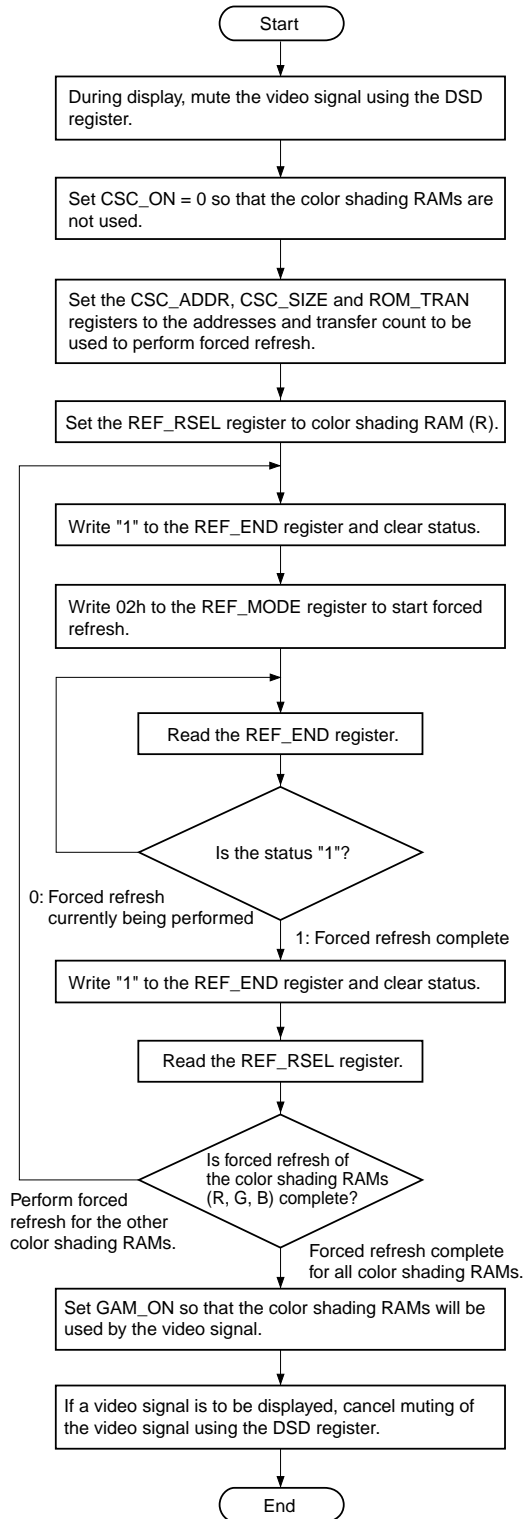 Start
During display, mute the video signal using the DSD
register.
Set CSC_ON = 0 so that the color shading RAMs are
not used.
Set the CSC_ADDR, CSC_SIZE and ROM_TRAN
registers to the addresses and transfer count to be
used to perform forced refresh.
Set the REF_RSEL register to color shading RAM (R).
Write "1" to the REF_END register and clear status.
Write 02h to the REF_MODE register to start forced
refresh.
Read the REF_END register.
Is the status "1"?
0: Forced refresh
currently being performed
1: Forced refresh complete
Write "1" to the REF_END register and clear status.
Read the REF_RSEL register.
Is forced refresh of
the color shading RAMs
(R, G, B) complete?
Perform forced
refresh for the other
color shading RAMs.
Forced refresh complete
for all color shading RAMs.
Set GAM_ON so that the color shading RAMs will be
used by the video signal.
If a video signal is to be displayed, cancel muting of
the video signal using the DSD register.
End